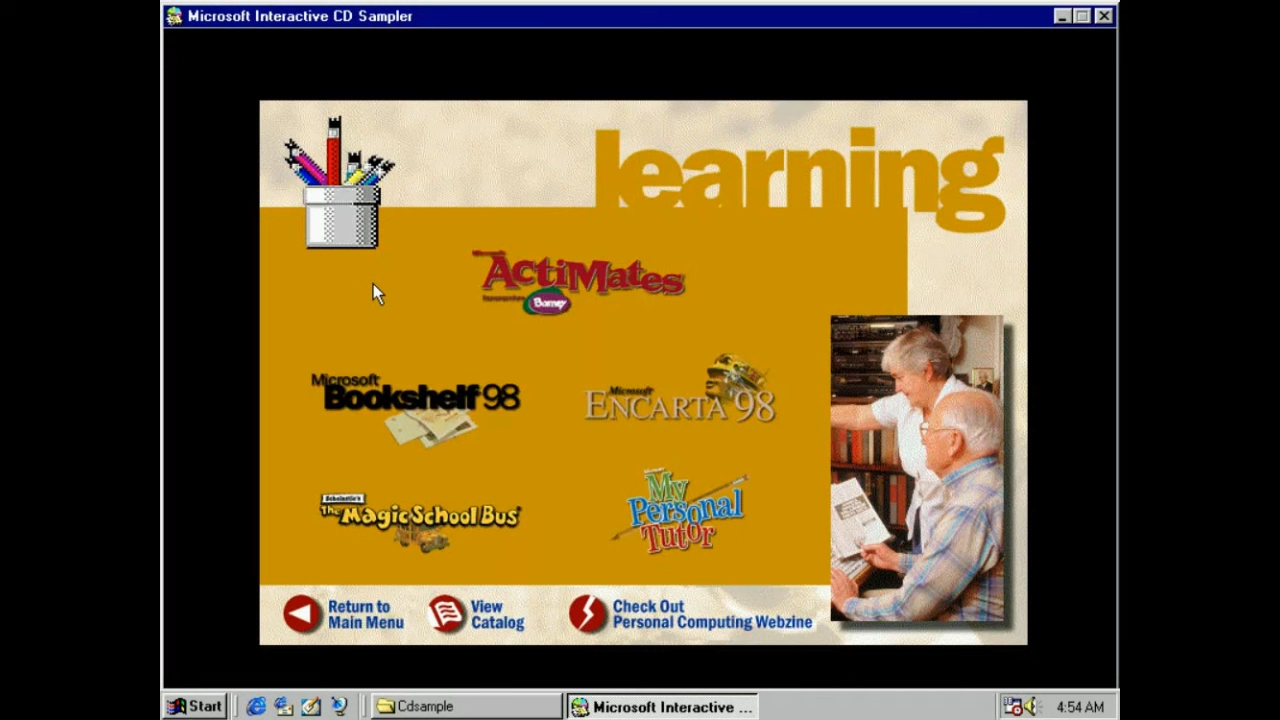 Microsoft Interactive CD Sampler
learning
Microsoft
ActiMates
Barney
Microsoft
Bookshelf 98
Microsoft
ENCARTA 98
Scholastic's
The Magic School Bus
My
Personal
Tutor
Return to
Main Menu
View
Catalog
Check Out
Personal Computing Webzine
Start
Cdsample
Microsoft Interactive ...
4:54 AM